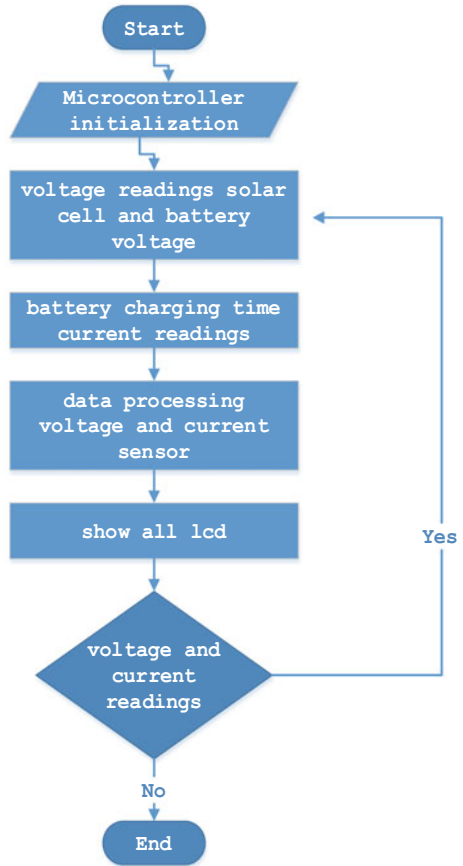 Start
Microcontroller
initialization
voltage readings solar
cell and battery
voltage
battery charging time
current readings
data processing
voltage and current
sensor
show all lcd
Yes
voltage and
current
readings
No
End